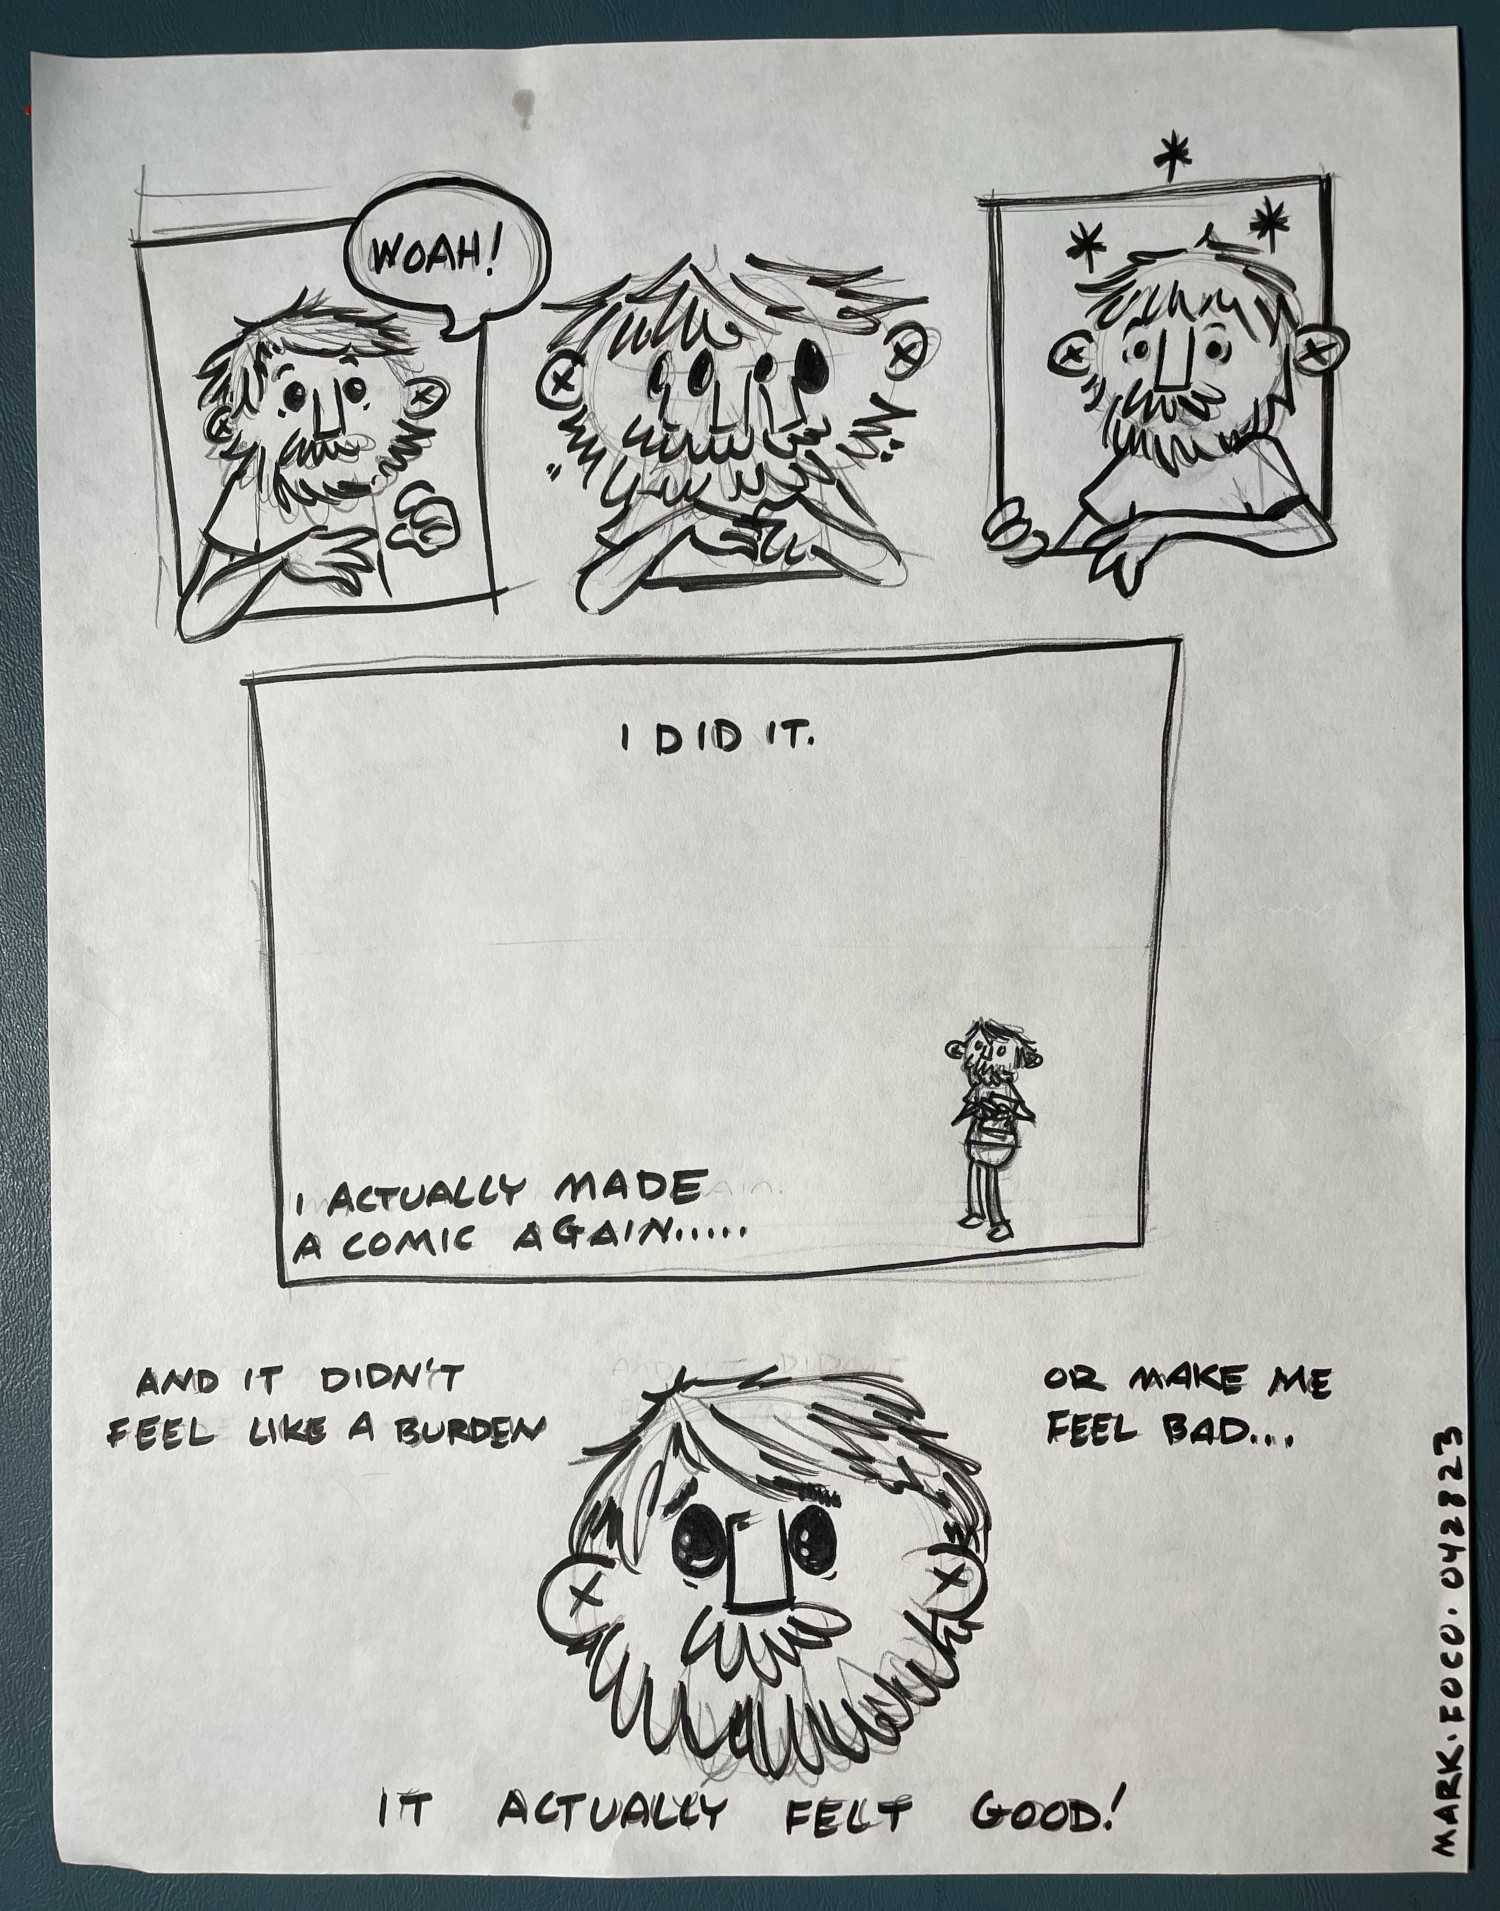 WOAH!
I DID IT.
I ACTUALLY MADE
A COMIC AGAIN.....
AND IT DIDN'T
FEEL LIKE A BURDEN
OR MAKE ME
FEEL BAD...
IT ACTUALLY FELT GOOD!
MARK.FOCO.042823